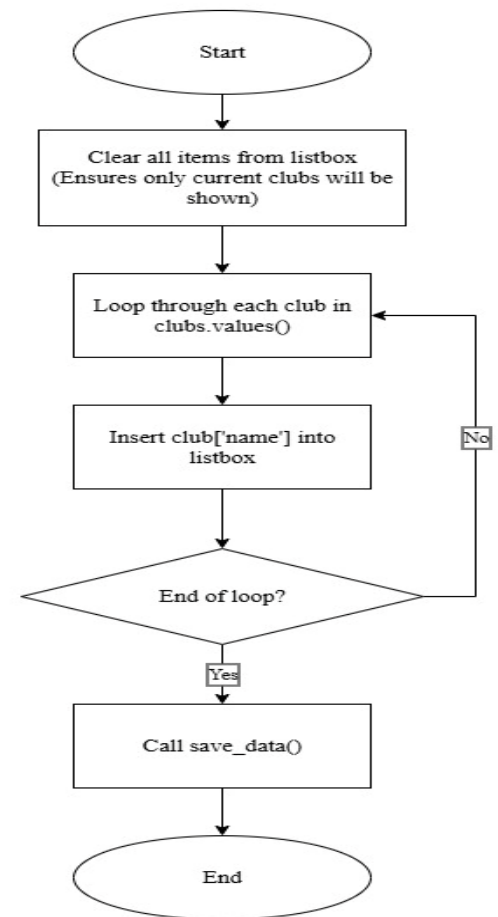 Start
Clear all items from listbox
(Ensures only current clubs will be
shown)
Loop through each club in
clubs.values()
Insert club['name'] into
listbox
No
End of loop?
Yes
Call save_data()
End